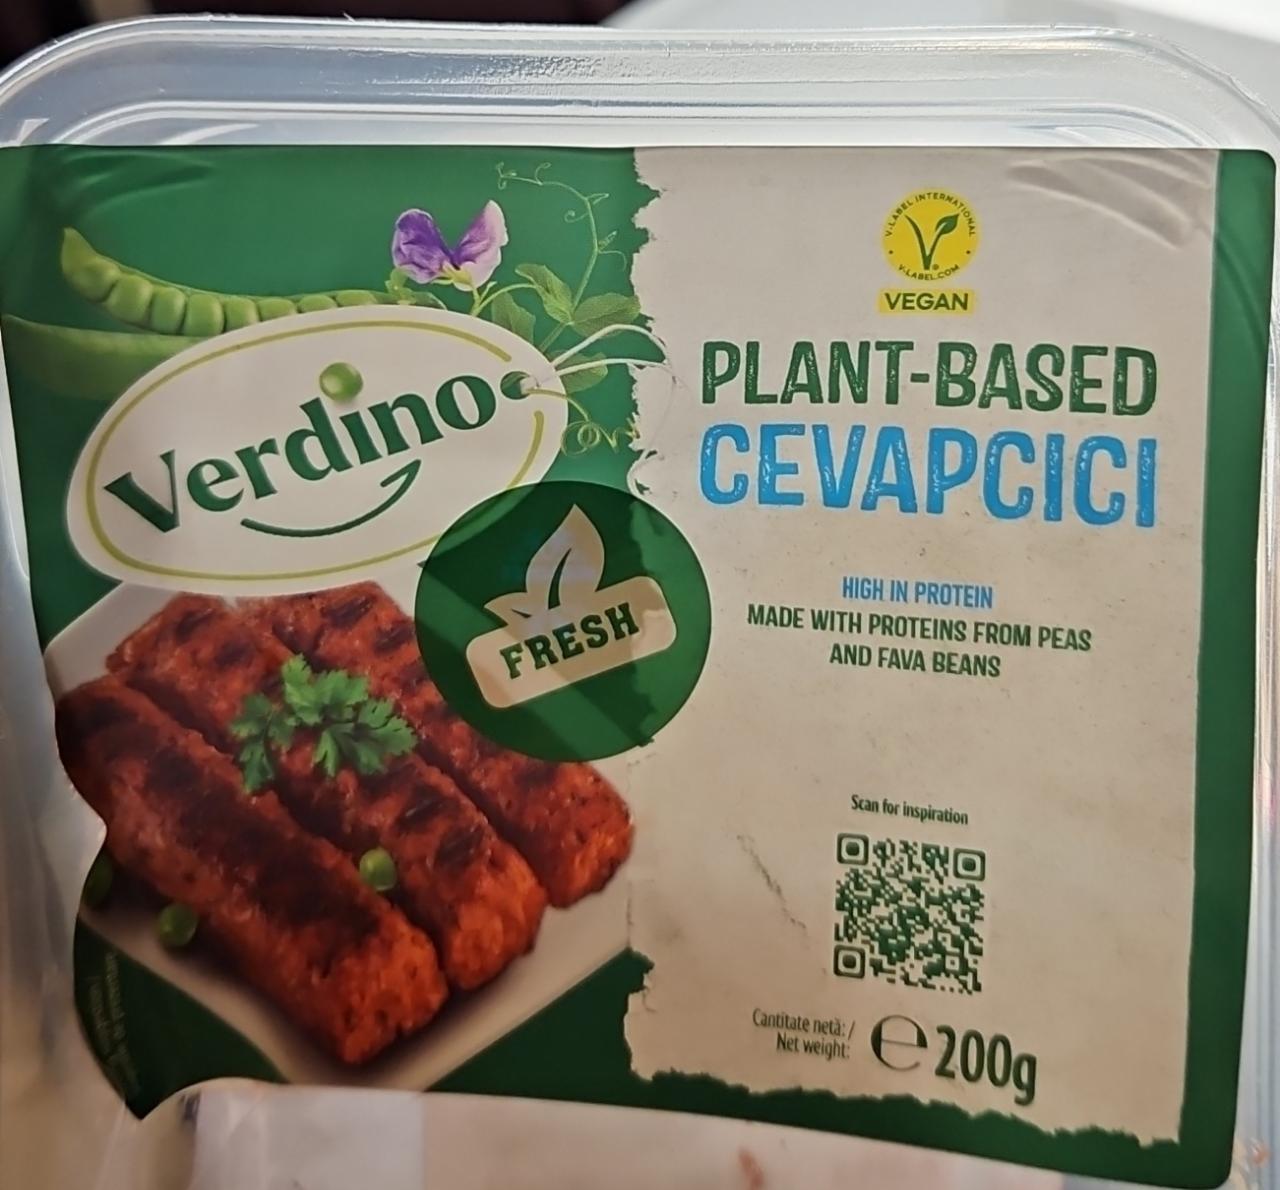 V-LABEL INTERNATIONAL
V-LABEL.COM
VEGAN
Verdino
PLANT-BASED
CEVAPCICI
FRESH
HIGH IN PROTEIN
MADE WITH PROTEINS FROM PEAS
AND FAVA BEANS
Scan for inspiration
Cantitate netă: /
Net weight:
℮ 200g